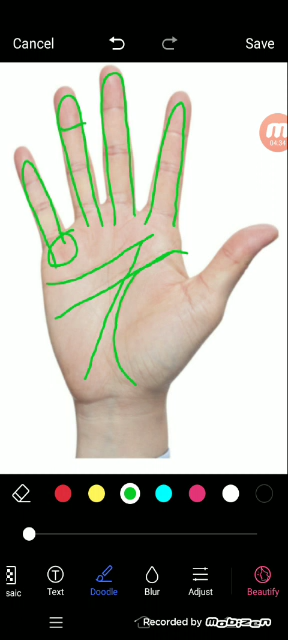 Cancel
Save
04:34
saic
Text
Doodle
Blur
Adjust
Beautify
Recorded by mobizen